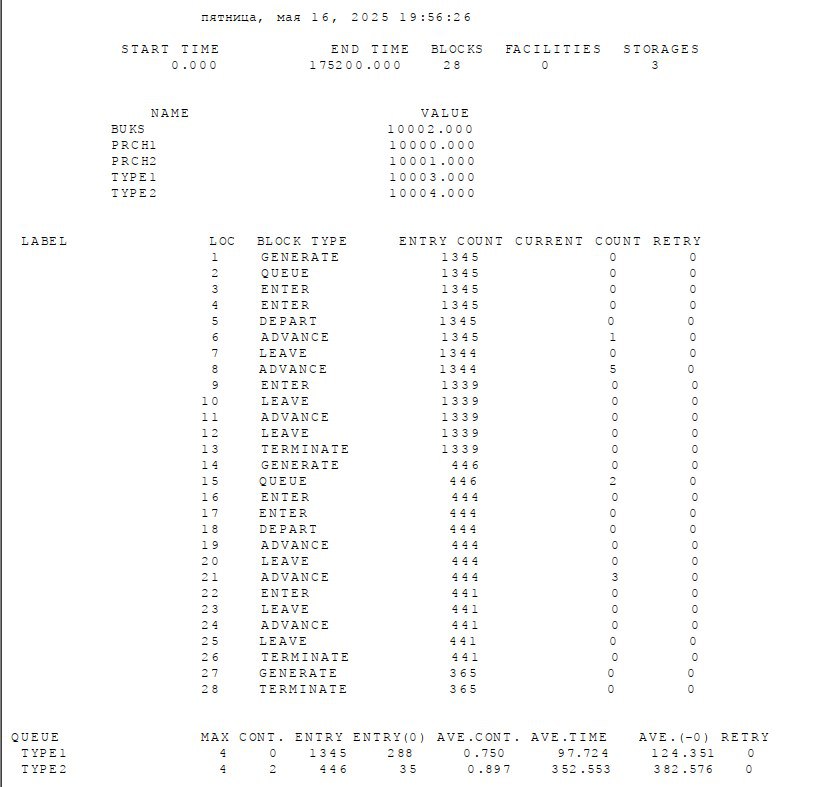 пятница, мая 16, 2025 19:56:26
START TIME END TIME BLOCKS FACILITIES STORAGES
0.000 175200.000 28 0 3
NAME VALUE
BUKS 10002.000
PRCH1 10000.000
PRCH2 10001.000
TYPE1 10003.000
TYPE2 10004.000
LABEL LOC BLOCK TYPE ENTRY COUNT CURRENT COUNT RETRY
1 GENERATE 1345 0 0
2 QUEUE 1345 0 0
3 ENTER 1345 0 0
4 ENTER 1345 0 0
5 DEPART 1345 0 0
6 ADVANCE 1345 1 0
7 LEAVE 1344 0 0
8 ADVANCE 1344 5 0
9 ENTER 1339 0 0
10 LEAVE 1339 0 0
11 ADVANCE 1339 0 0
12 LEAVE 1339 0 0
13 TERMINATE 1339 0 0
14 GENERATE 446 0 0
15 QUEUE 446 2 0
16 ENTER 444 0 0
17 ENTER 444 0 0
18 DEPART 444 0 0
19 ADVANCE 444 0 0
20 LEAVE 444 0 0
21 ADVANCE 444 3 0
22 ENTER 441 0 0
23 LEAVE 441 0 0
24 ADVANCE 441 0 0
25 LEAVE 441 0 0
26 TERMINATE 441 0 0
27 GENERATE 365 0 0
28 TERMINATE 365 0 0
QUEUE MAX CONT. ENTRY ENTRY(0) AVE.CONT. AVE.TIME AVE.(-0) RETRY
TYPE1 4 0 1345 288 0.750 97.724 124.351 0
TYPE2 4 2 446 35 0.897 352.553 382.576 0